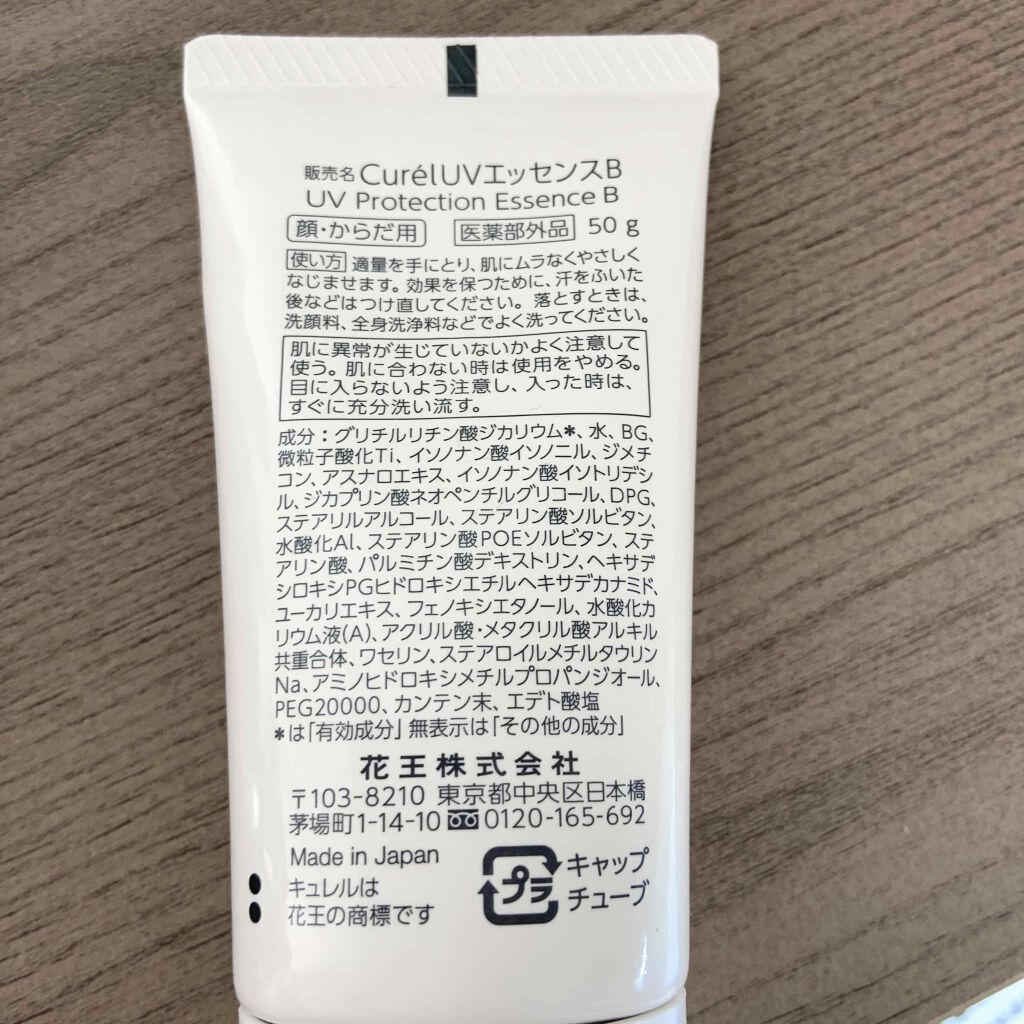 販売名 CurélUVエッセンスB
UV Protection Essence B
顔・からだ用 医薬部外品 50 g
使い方 適量を手にとり、肌にムラなくやさしく
なじませます。効果を保つために、汗をふいた
後などはつけ直してください。落とすときは、
洗顔料、全身洗浄料などでよく洗ってください。
肌に異常が生じていないかよく注意して
使う。肌に合わない時は使用をやめる。
目に入らないよう注意し、入った時は、
すぐに充分洗い流す。
成分：グリチルリチン酸ジカリウム*、水、BG、
微粒子酸化Ti、イソノナン酸イソノニル、ジメチ
コン、アスナロエキス、イソノナン酸イソトリデシ
ル、ジカプリン酸ネオペンチルグリコール、DPG、
ステアリルアルコール、ステアリン酸ソルビタン、
水酸化Al、ステアリン酸POEソルビタン、ステ
アリン酸、パルミチン酸デキストリン、ヘキサデ
シロキシPGヒドロキシエチルヘキサデカナミド、
ユーカリエキス、フェノキシエタノール、水酸化カ
リウム液(A)、アクリル酸・メタクリル酸アルキル
共重合体、ワセリン、ステアロイルメチルタウリン
Na、アミノヒドロキシメチルプロパンジオール、
PEG20000、カンテン末、エデト酸塩
*は「有効成分」無表示は「その他の成分」
花王株式会社
〒103-8210 東京都中央区日本橋
茅場町1-14-10 0120-165-692
Made in Japan
キュレルは
花王の商標です
プラ
キャップ
チューブ